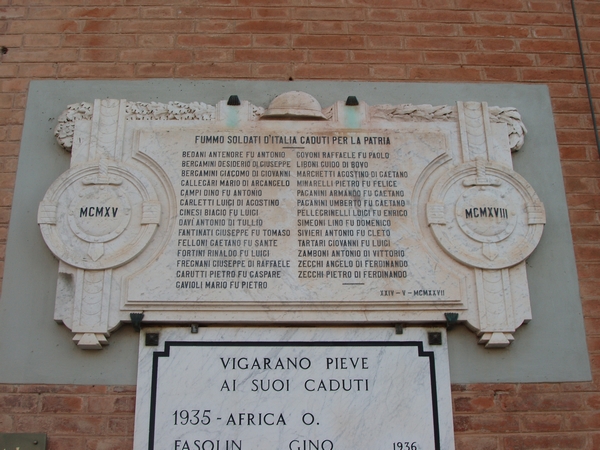 FUMMO SOLDATI D'ITALIA CADUTI PER LA PATRIA
MCMXV
BEDANI ANTENORE FU ANTONIO
BERGAMINI DESIDERIO DI GIUSEPPE
BERGAMINI GIACOMO DI GIOVANNI
CALLEGARI MARIO DI ARCANGELO
CAMPI DINO FU ANTONIO
CARLETTI LUIGI DI AGOSTINO
CINESI BIAGIO FU LUIGI
DAVÌ ANTONIO DI TULLIO
FANTINATI GIUSEPPE FU TOMASO
FELLONI GAETANO FU SANTE
FORTINI RINALDO FU LUIGI
FREGNANI GIUSEPPE DI RAFFAELE
GARUTTI PIETRO FU GASPARE
GAVIOLI MARIO FU PIETRO
GOVONI RAFFAELE FU PAOLO
LIBONI GUIDO DI BOVO
MARCHETTI AGOSTINO DI GAETANO
MINARELLI PIETRO FU FELICE
PAGANINI ARMANDO FU GAETANO
PAGANINI UMBERTO FU GAETANO
PELLEGRINELLI LUIGI FU ENRICO
SIMEONI LINO FU DOMENICO
SIVIERI ANTONIO FU CLETO
TARTARI GIOVANNI FU LUIGI
ZAMBONI ANTONIO DI VITTORIO
ZECCHI ANGELO DI FERDINANDO
ZECCHI PIETRO DI FERDINANDO
MCMXVIII
XXIV - V - MCMXXVII
VIGARANO PIEVE
AI SUOI CADUTI
1935 - AFRICA O.
FASOLIN GINO 1936